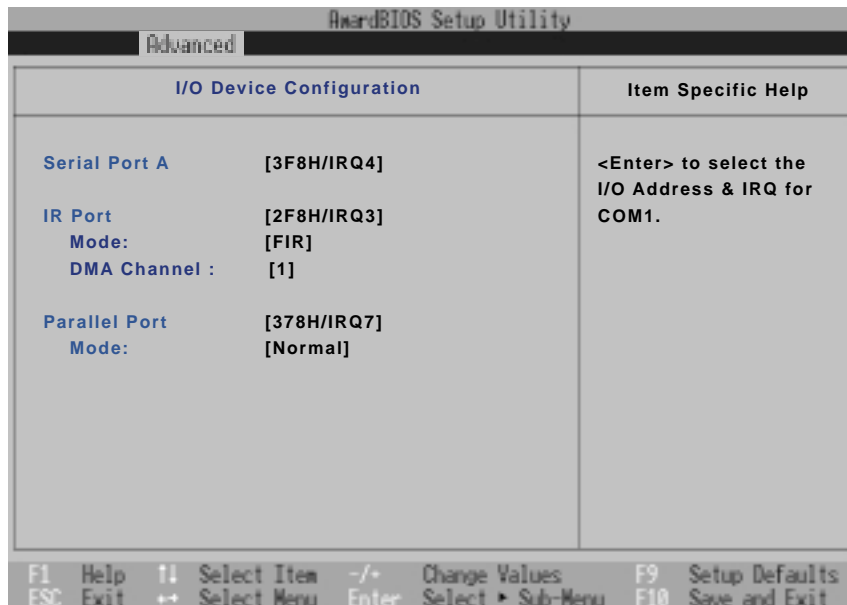 AwardBIOS Setup Utility
Advanced
I/O Device Configuration
Item Specific Help
Serial Port A [3F8H/IRQ4]
IR Port [2F8H/IRQ3]
Mode: [FIR]
DMA Channel : [1]
Parallel Port [378H/IRQ7]
Mode: [Normal]
<Enter> to select the
I/O Address & IRQ for
COM1.
F1 Help ↑↓ Select Item -/+ Change Values F9 Setup Defaults
ESC Exit ←→ Select Menu Enter Select ▸ Sub-Menu F10 Save and Exit